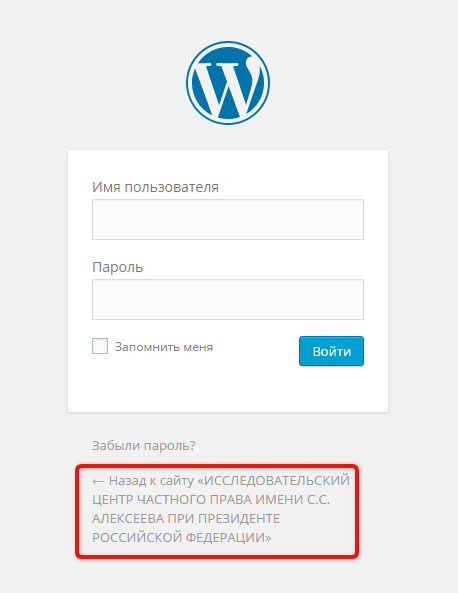 Имя пользователя
Пароль
Запомнить меня
Войти
Забыли пароль?
← Назад к сайту «ИССЛЕДОВАТЕЛЬСКИЙ
ЦЕНТР ЧАСТНОГО ПРАВА ИМЕНИ С.С.
АЛЕКСЕЕВА ПРИ ПРЕЗИДЕНТЕ
РОССИЙСКОЙ ФЕДЕРАЦИИ»